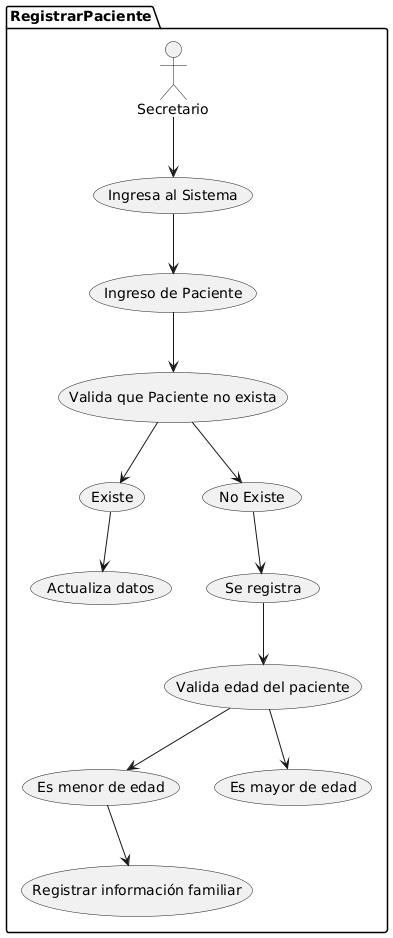 RegistrarPaciente
Secretario
Ingresa al Sistema
Ingreso de Paciente
Valida que Paciente no exista
Existe
No Existe
Actualiza datos
Se registra
Valida edad del paciente
Es menor de edad
Es mayor de edad
Registrar información familiar